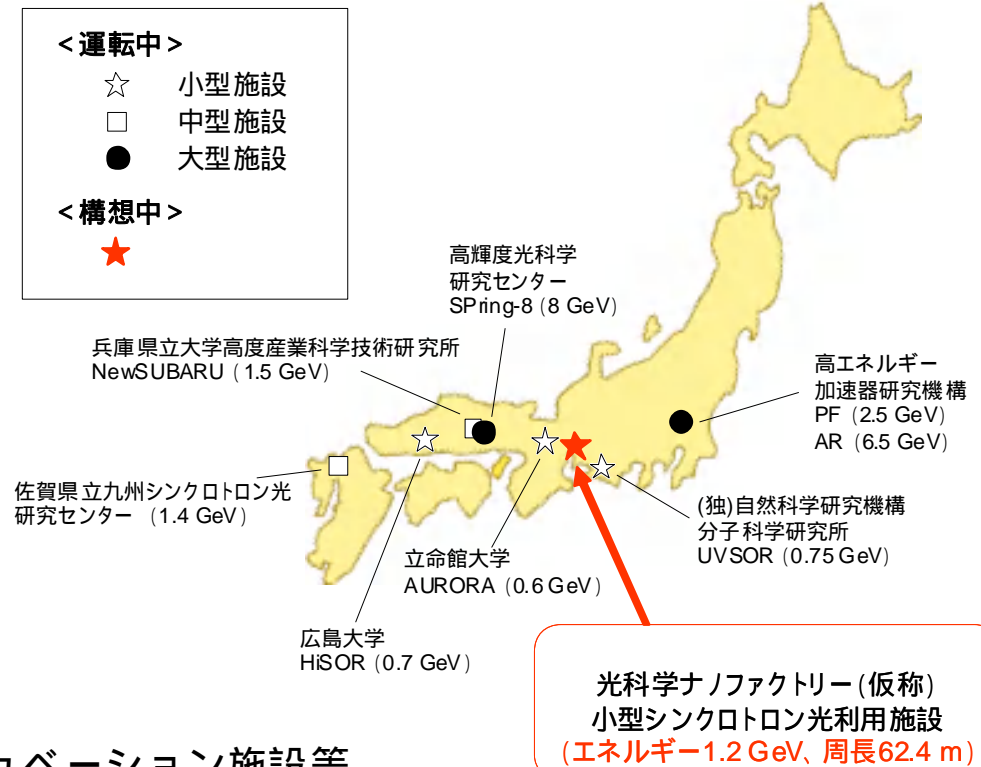 <運転中>
☆ 小型施設
□ 中型施設
● 大型施設
<構想中>
★
高輝度光科学
研究センター
SPring-8 (8 GeV)
兵庫県立大学高度産業科学技術研究所
NewSUBARU (1.5 GeV)
高エネルギー
加速器研究機構
PF (2.5 GeV)
AR (6.5 GeV)
佐賀県立九州シンクロトロン光
研究センター (1.4 GeV)
(独)自然科学研究機構
分子科学研究所
UVSOR (0.75 GeV)
立命館大学
AURORA (0.6 GeV)
広島大学
HiSOR (0.7 GeV)
光科学ナノファクトリー(仮称)
小型シンクロトロン光利用施設
(エネルギー1.2 GeV、周長62.4 m)
ュベーション施設等